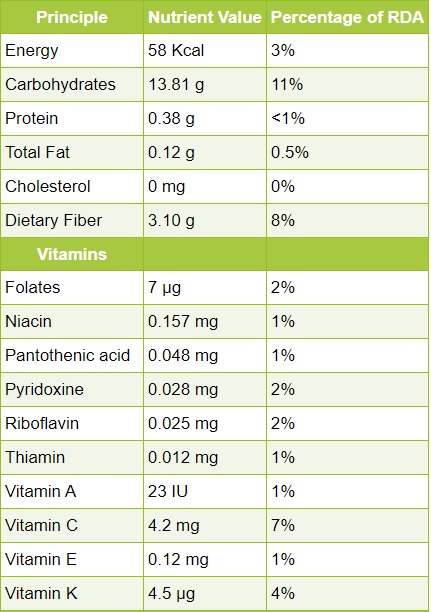 Principle Nutrient Value Percentage of RDA
Energy 58 Kcal 3%
Carbohydrates 13.81 g 11%
Protein 0.38 g <1%
Total Fat 0.12 g 0.5%
Cholesterol 0 mg 0%
Dietary Fiber 3.10 g 8%
Vitamins
Folates 7 µg 2%
Niacin 0.157 mg 1%
Pantothenic acid 0.048 mg 1%
Pyridoxine 0.028 mg 2%
Riboflavin 0.025 mg 2%
Thiamin 0.012 mg 1%
Vitamin A 23 IU 1%
Vitamin C 4.2 mg 7%
Vitamin E 0.12 mg 1%
Vitamin K 4.5 µg 4%